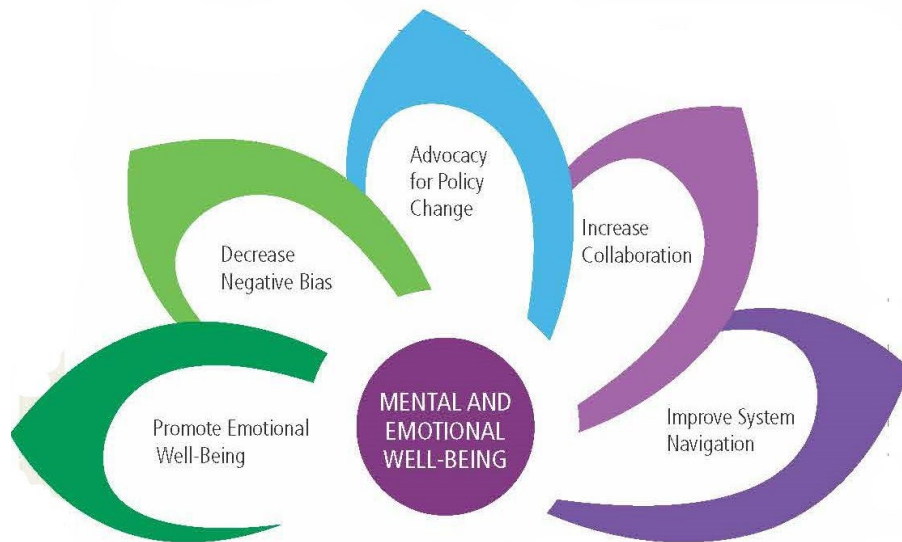 Advocacy
for Policy
Change
Decrease
Negative Bias
Increase
Collaboration
Promote Emotional
Well-Being
MENTAL AND
EMOTIONAL
WELL-BEING
Improve System
Navigation